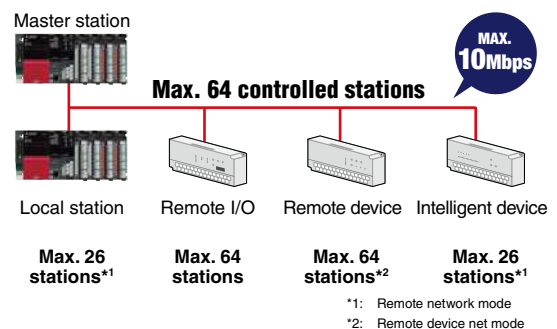 Master station
MAX.
10Mbps
Max. 64 controlled stations
Local station
Remote I/O
Remote device
Intelligent device
Max. 26
stations*1
Max. 64
stations
Max. 64
stations*2
Max. 26
stations*1
*1: Remote network mode
*2: Remote device net mode